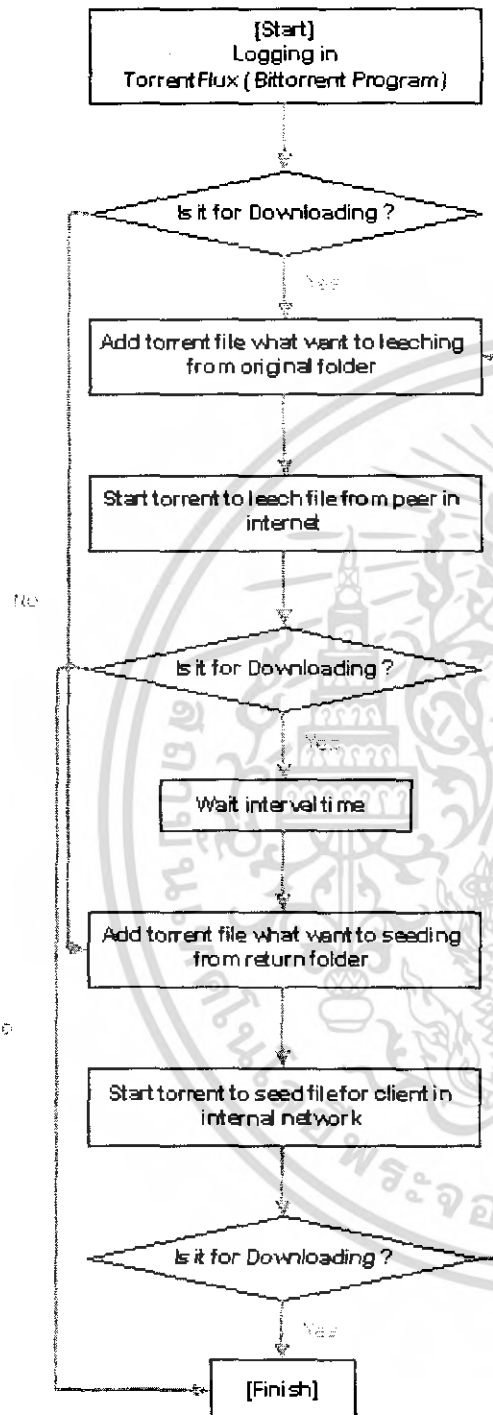 [Start]
Logging in
TorrentFlux ( Bittorrent Program)
Is it for Downloading ?
Yes
Add torrent file what want to leeching
from original folder
Start torrent to leech file from peer in
internet
No
Is it for Downloading ?
Yes
Wait interval time
Add torrent file what want to seeding
from return folder
Start torrent to seed file for client in
internal network
Is it for Downloading ?
Yes
[Finish]